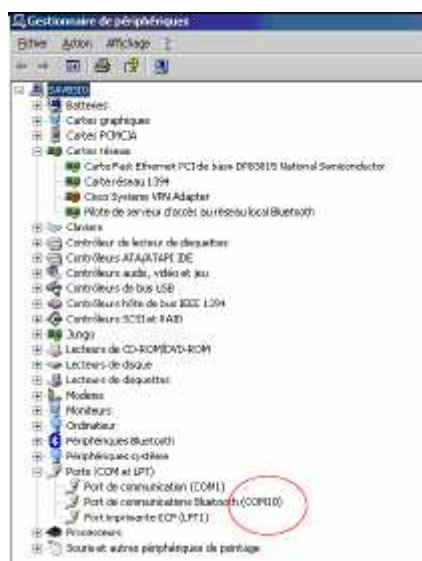 Gestionnaire de périphériques
Fichier Action Affichage ?
SAV8SEO
Batteries
Cartes graphiques
Cartes PCMCIA
Cartes réseau
Carte Fast Ethernet PCI de base DP83815 National Semiconductor
Carte réseau 1394
Cisco Systems VPN Adapter
Pilote de serveur d'accès au réseau local Bluetooth
Claviers
Contrôleur de lecteur de disquettes
Contrôleurs ATA/ATAPI IDE
Contrôleurs audio, vidéo et jeu
Contrôleurs de bus USB
Contrôleurs hôte de bus IEEE 1394
Contrôleurs SCSI et RAID
Jungo
Lecteurs de CD-ROM/DVD-ROM
Lecteurs de disque
Lecteurs de disquettes
Modems
Moniteurs
Ordinateur
Périphériques Bluetooth
Périphériques système
Ports (COM et LPT)
Port de communication (COM1)
Port de communications Bluetooth (COM10)
Port imprimante ECP (LPT1)
Processeurs
Souris et autres périphériques de pointage